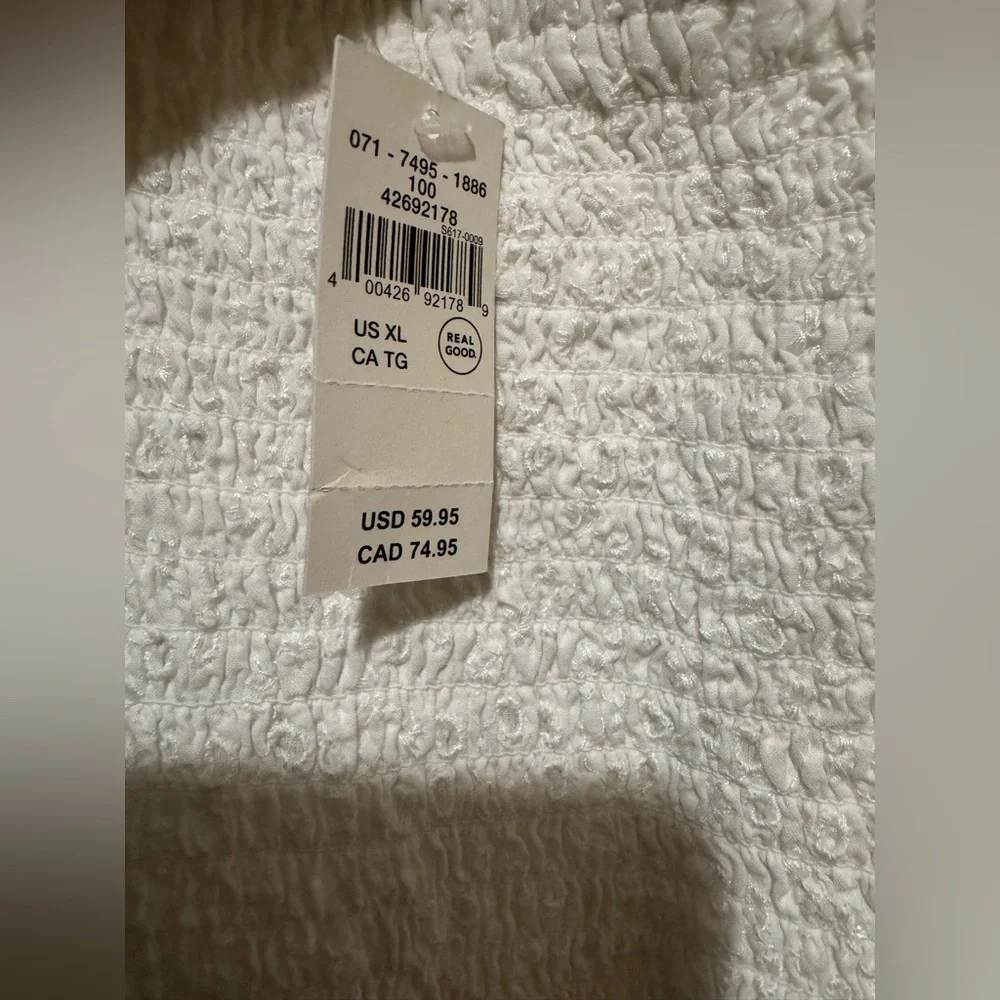 071 - 7495 - 1886
100
42692178
S617-0009
4 00426 92178 9
US XL
CA TG
REAL
GOOD.
USD 59.95
CAD 74.95